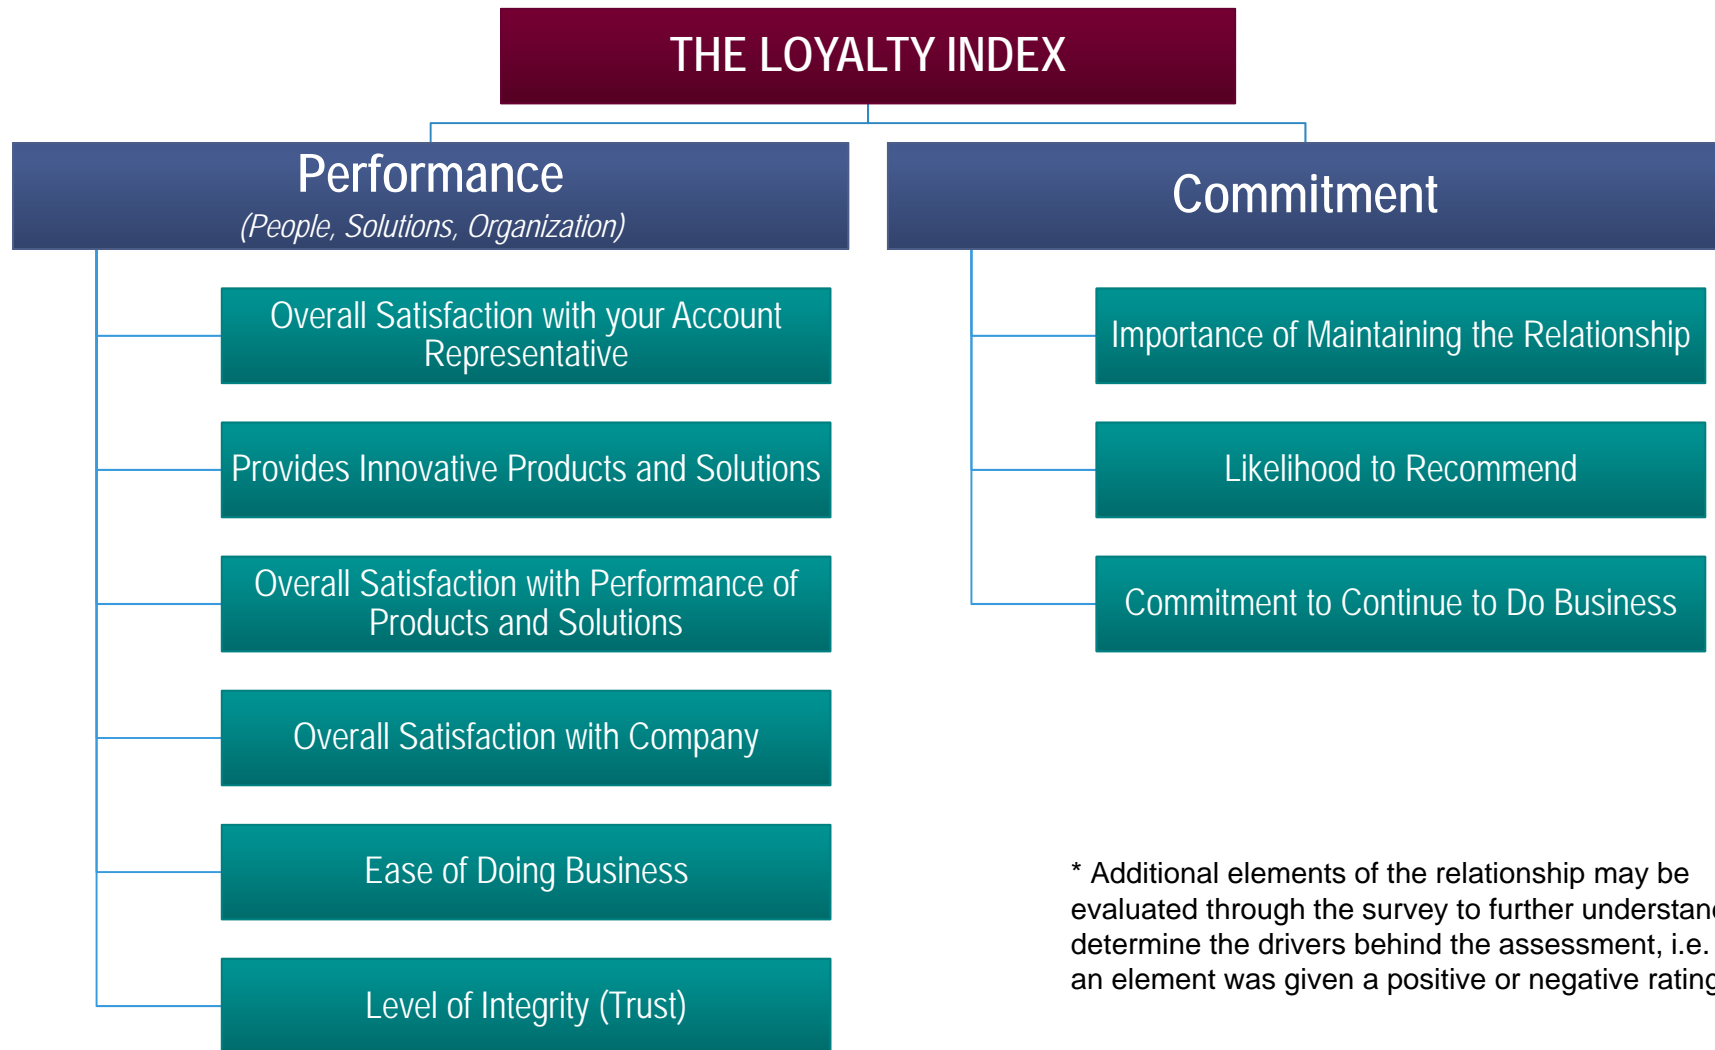 THE LOYALTY INDEX
Performance
(People, Solutions, Organization)
Overall Satisfaction with your Account
Representative
Provides Innovative Products and Solutions
Overall Satisfaction with Performance of
Products and Solutions
Overall Satisfaction with Company
Ease of Doing Business
Level of Integrity (Trust)
Commitment
Importance of Maintaining the Relationship
Likelihood to Recommend
Commitment to Continue to Do Business
* Additional elements of the relationship may be
evaluated through the survey to further understand
determine the drivers behind the assessment, i.e.
an element was given a positive or negative rating